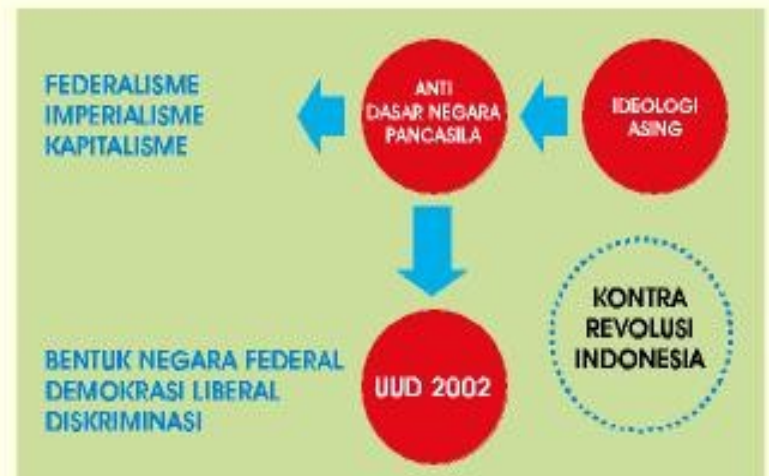 FEDERALISME
IMPERIALISME
KAPITALISME
ANTI
DASAR NEGARA
PANCASILA
IDEOLOGI
ASING
KONTRA
REVOLUSI
INDONESIA
BENTUK NEGARA FEDERAL
DEMOKRASI LIBERAL
DISKRIMINASI
UUD 2002